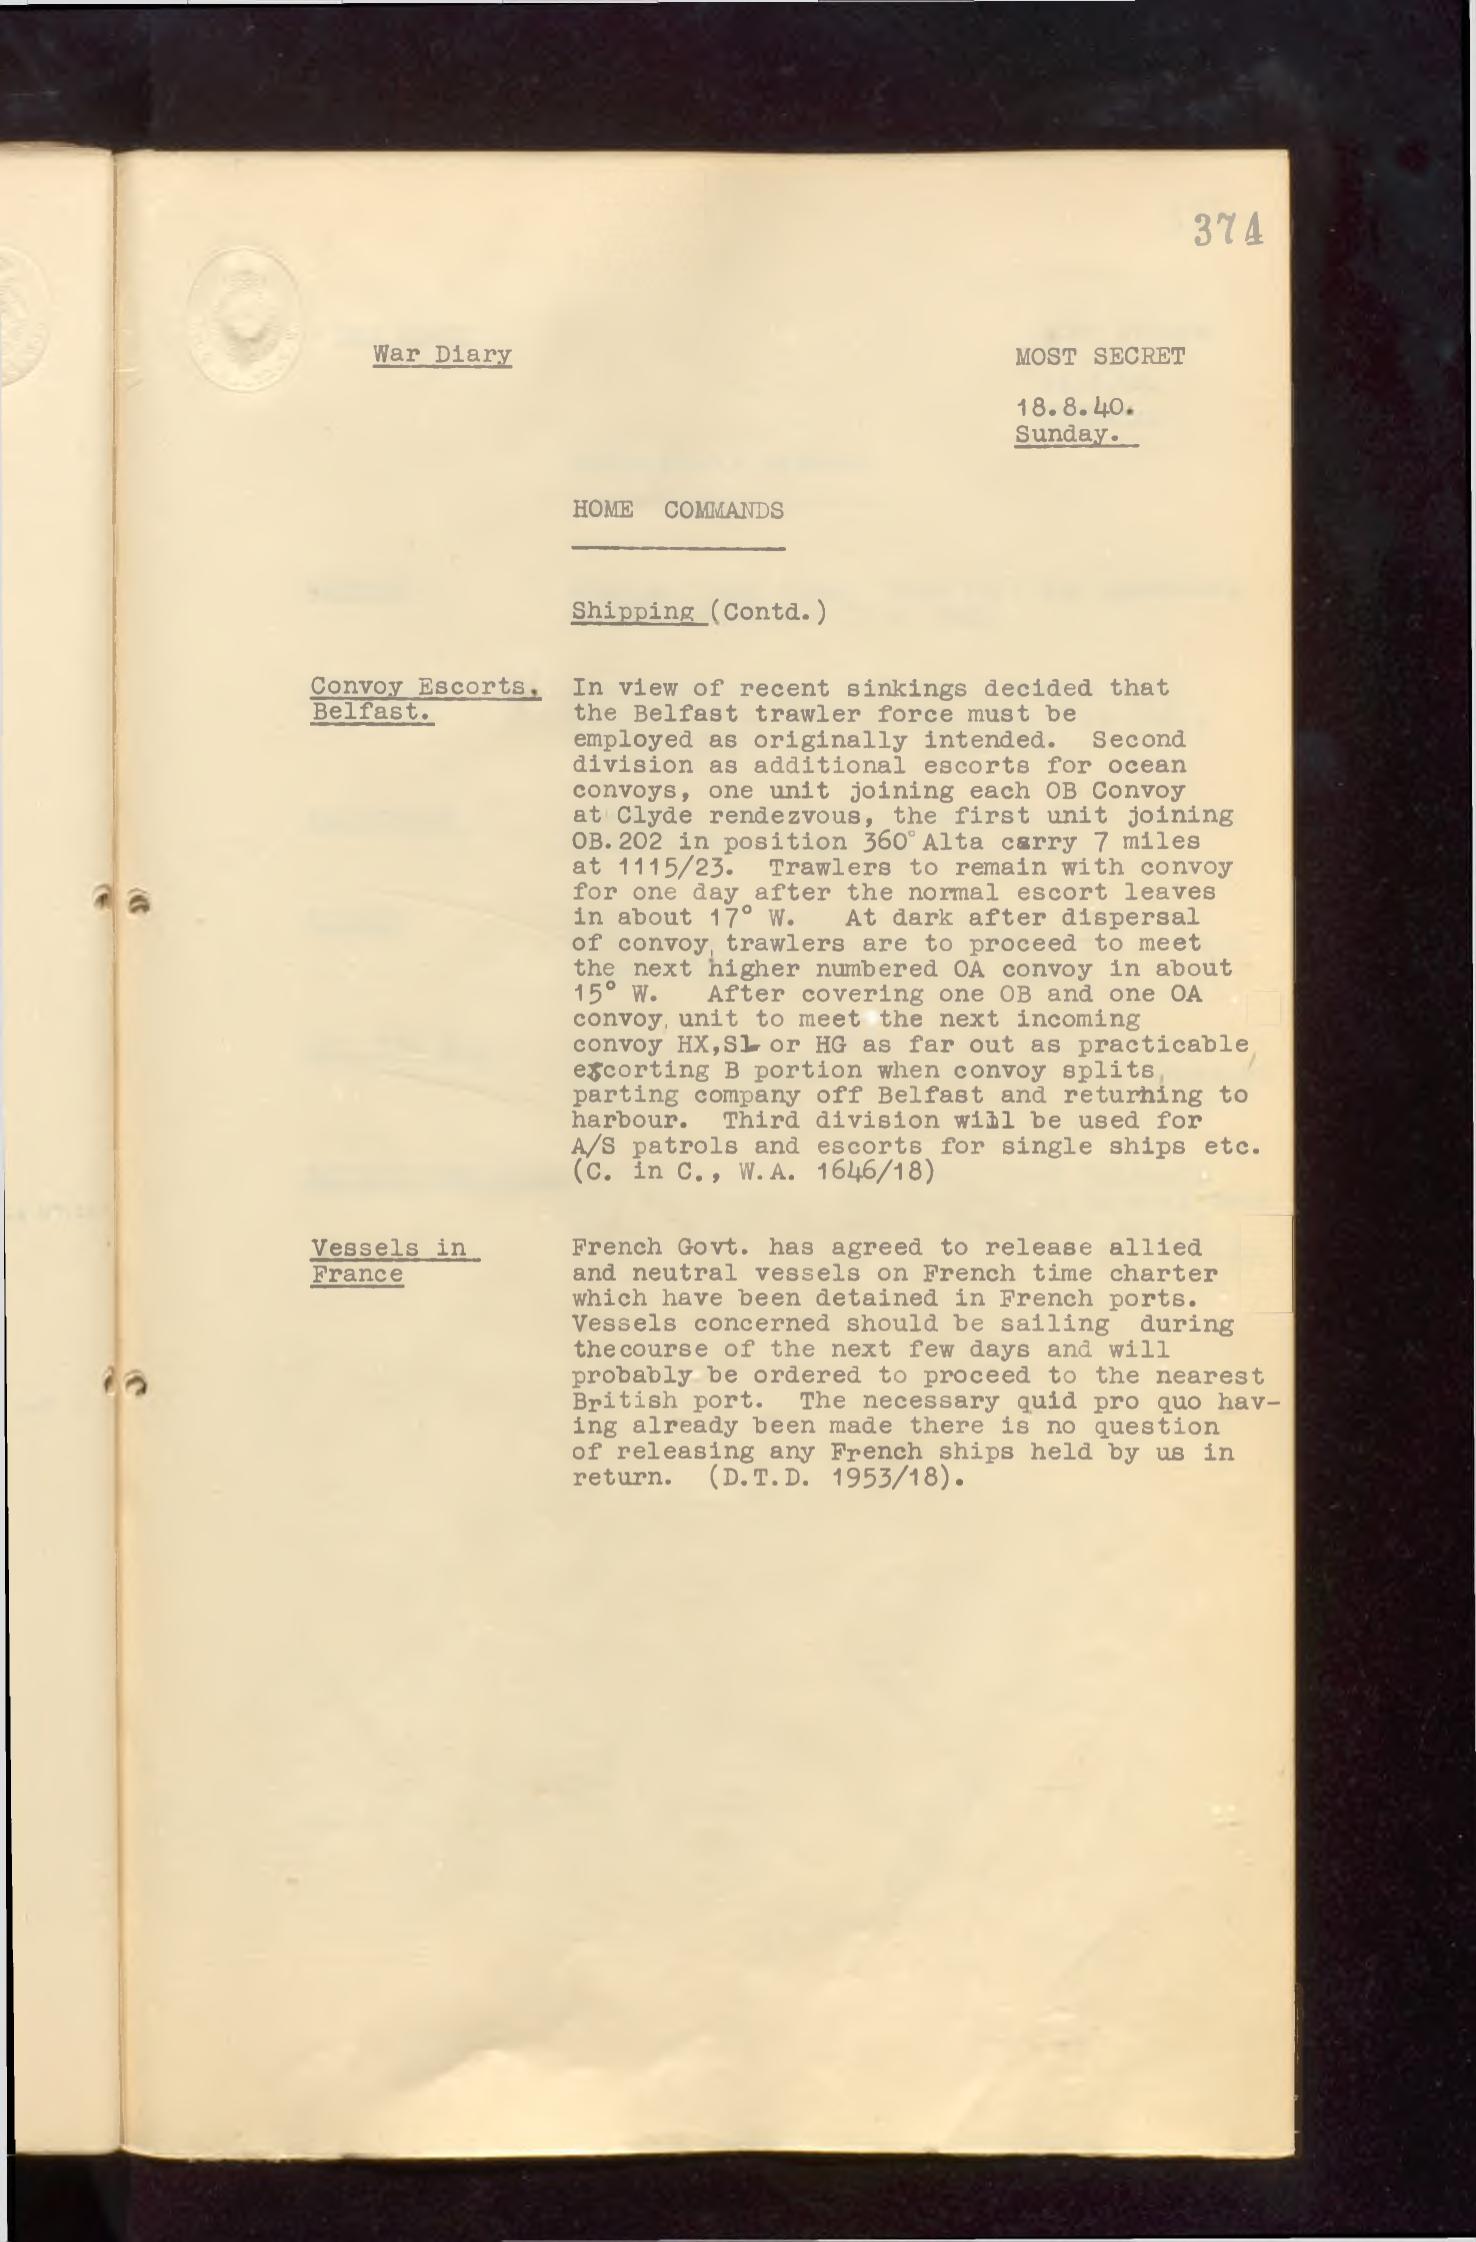 374
War Diary
MOST SECRET
18.8.40.
Sunday.
HOME COMMANDS
Shipping (Contd.)
Convoy Escorts,
Belfast.
In view of recent sinkings decided that
the Belfast trawler force must be
employed as originally intended. Second
division as additional escorts for ocean
convoys, one unit joining each OB Convoy
at Clyde rendezvous, the first unit joining
OB.202 in position 360° Alta carry 7 miles
at 1115/23. Trawlers to remain with convoy
for one day after the normal escort leaves
in about 17° W. At dark after dispersal
of convoy, trawlers are to proceed to meet
the next higher numbered OA convoy in about
15° W. After covering one OB and one OA
convoy, unit to meet the next incoming
convoy HX,SL or HG as far out as practicable,
escorting B portion when convoy splits,
parting company off Belfast and returning to
harbour. Third division will be used for
A/S patrols and escorts for single ships etc.
(C. in C., W.A. 1646/18)
Vessels in
France
French Govt. has agreed to release allied
and neutral vessels on French time charter
which have been detained in French ports.
Vessels concerned should be sailing during
thecourse of the next few days and will
probably be ordered to proceed to the nearest
British port. The necessary quid pro quo hav-
ing already been made there is no question
of releasing any French ships held by us in
return. (D.T.D. 1953/18).